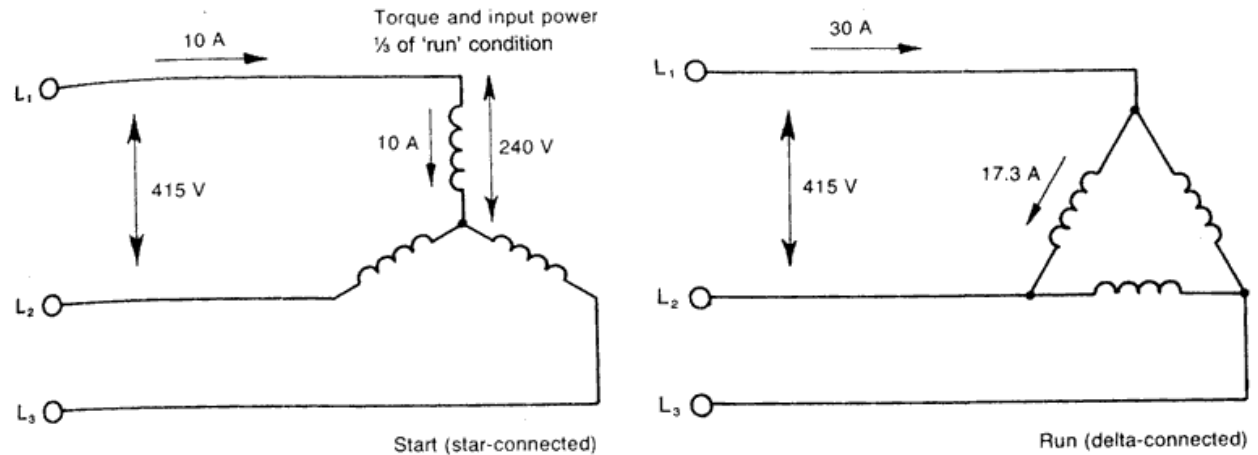 Torque and input power
⅓ of 'run' condition
10 A
L₁
10 A
240 V
415 V
L₂
L₃
Start (star-connected)
30 A
L₁
17.3 A
415 V
L₂
L₃
Run (delta-connected)